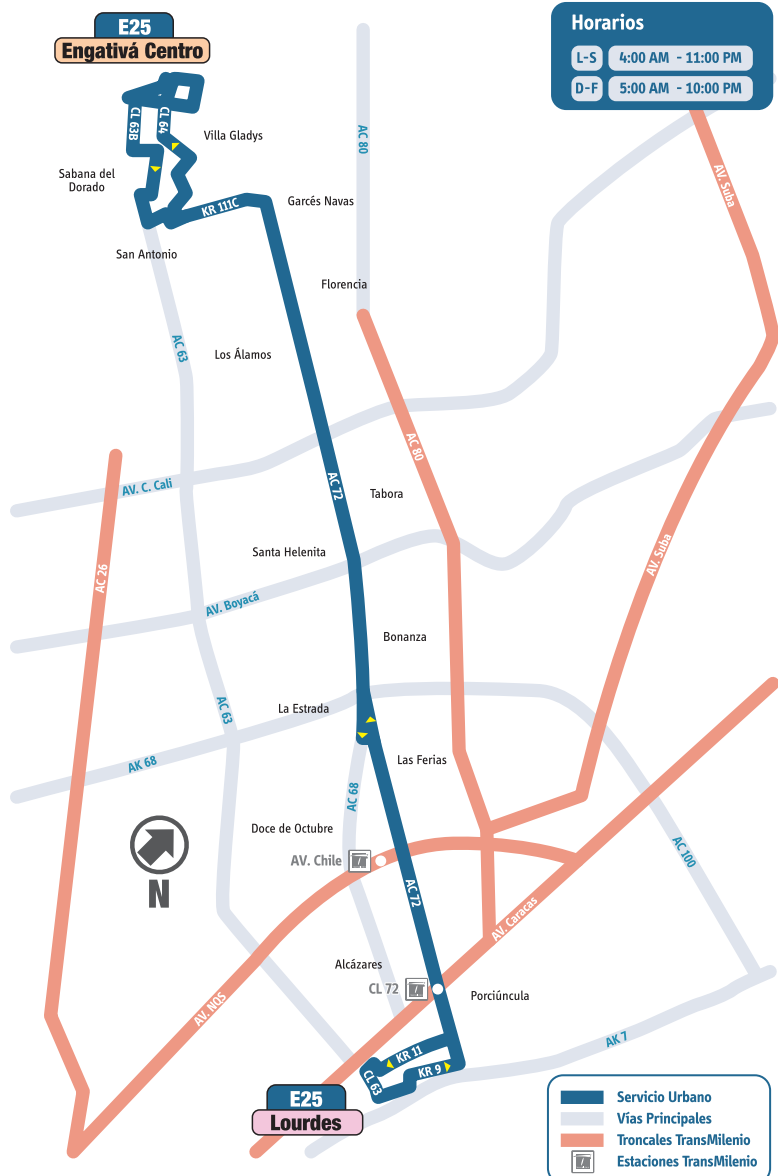 E25
Engativá Centro
Horarios
L-S 4:00 AM - 11:00 PM
D-F 5:00 AM - 10:00 PM
CL 63B
CL 64
Villa Gladys
AC 80
Sabana del
Dorado
AV. Suba
KR 111C
Garcés Navas
San Antonio
Florencia
AC 63
Los Álamos
AC 80
AV. C. Cali
AC 72
Tabora
AC 26
Santa Helenita
AV. Suba
AV. Boyacá
Bonanza
AC 63
La Estrada
AK 68
Las Ferias
AC 68
Doce de Octubre
AC 100
AV. Chile
N
AC 72
AV. Caracas
Alcázares
CL 72
Porciúncula
AV. NQS
KR 11
AK 7
CL 63
KR 9
E25
Lourdes
Servicio Urbano
Vías Principales
Troncales TransMilenio
Estaciones TransMilenio